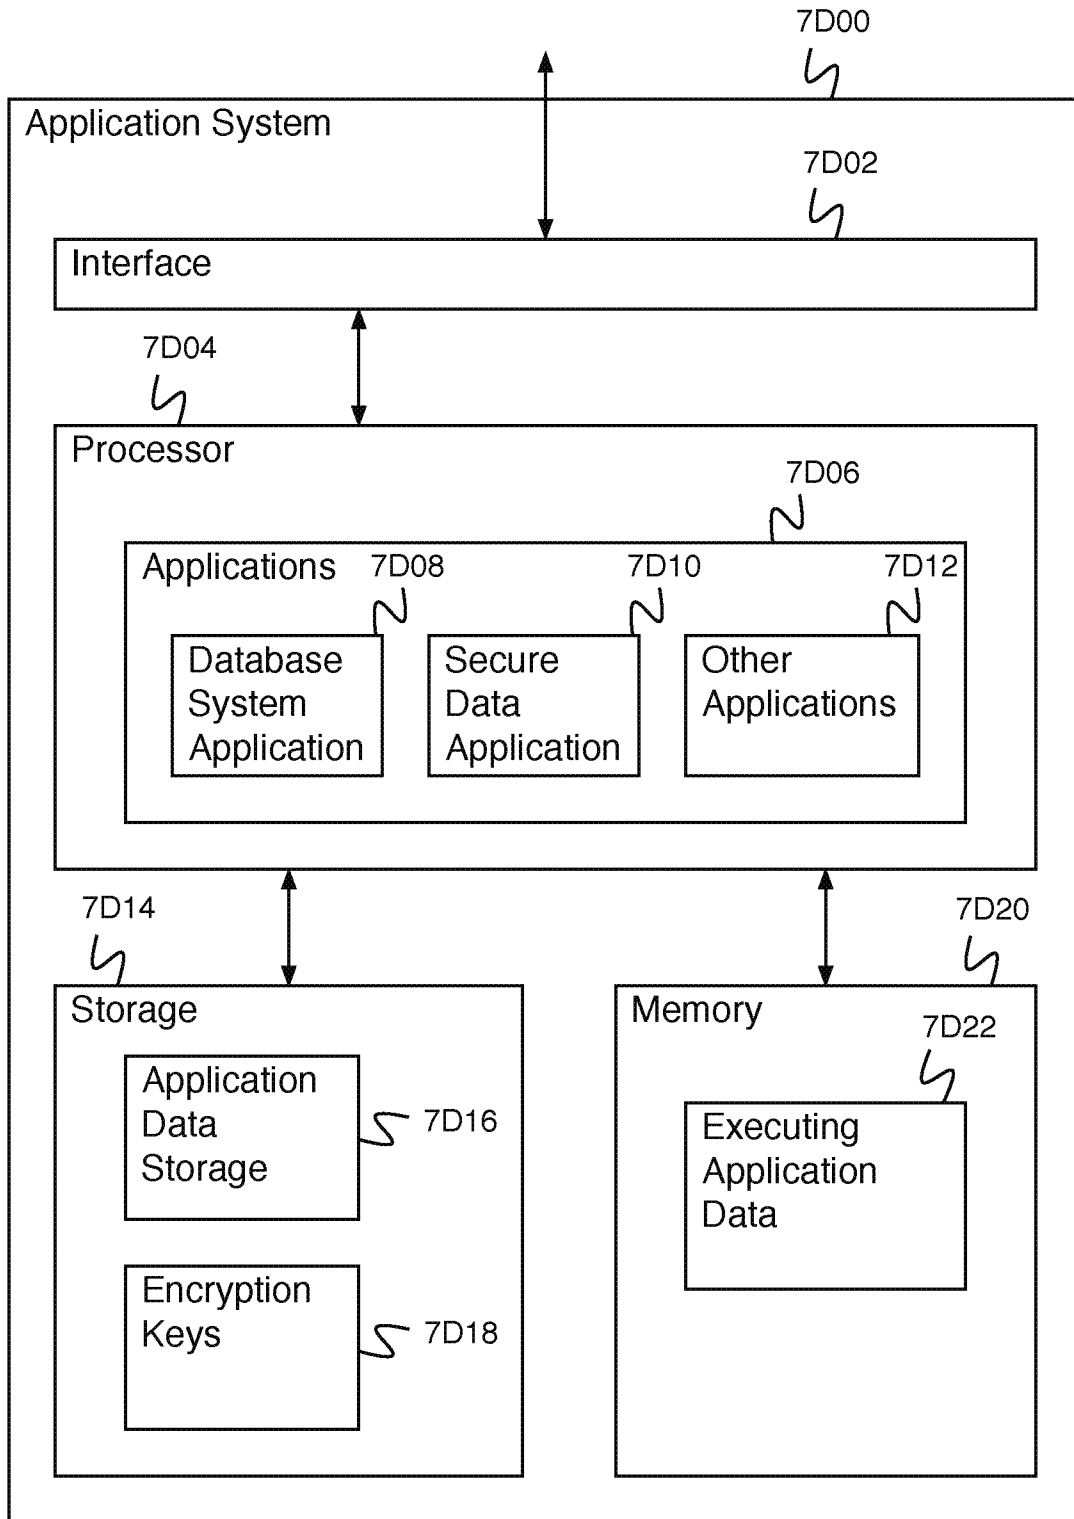 7D00
Application System
7D02
Interface
7D04
Processor
7D06
Applications
7D08
7D10
7D12
Database
System
Application
Secure
Data
Application
Other
Applications
7D14
7D20
Storage
Memory
7D22
Application
Data
Storage
7D16
Executing
Application
Data
Encryption
Keys
7D18